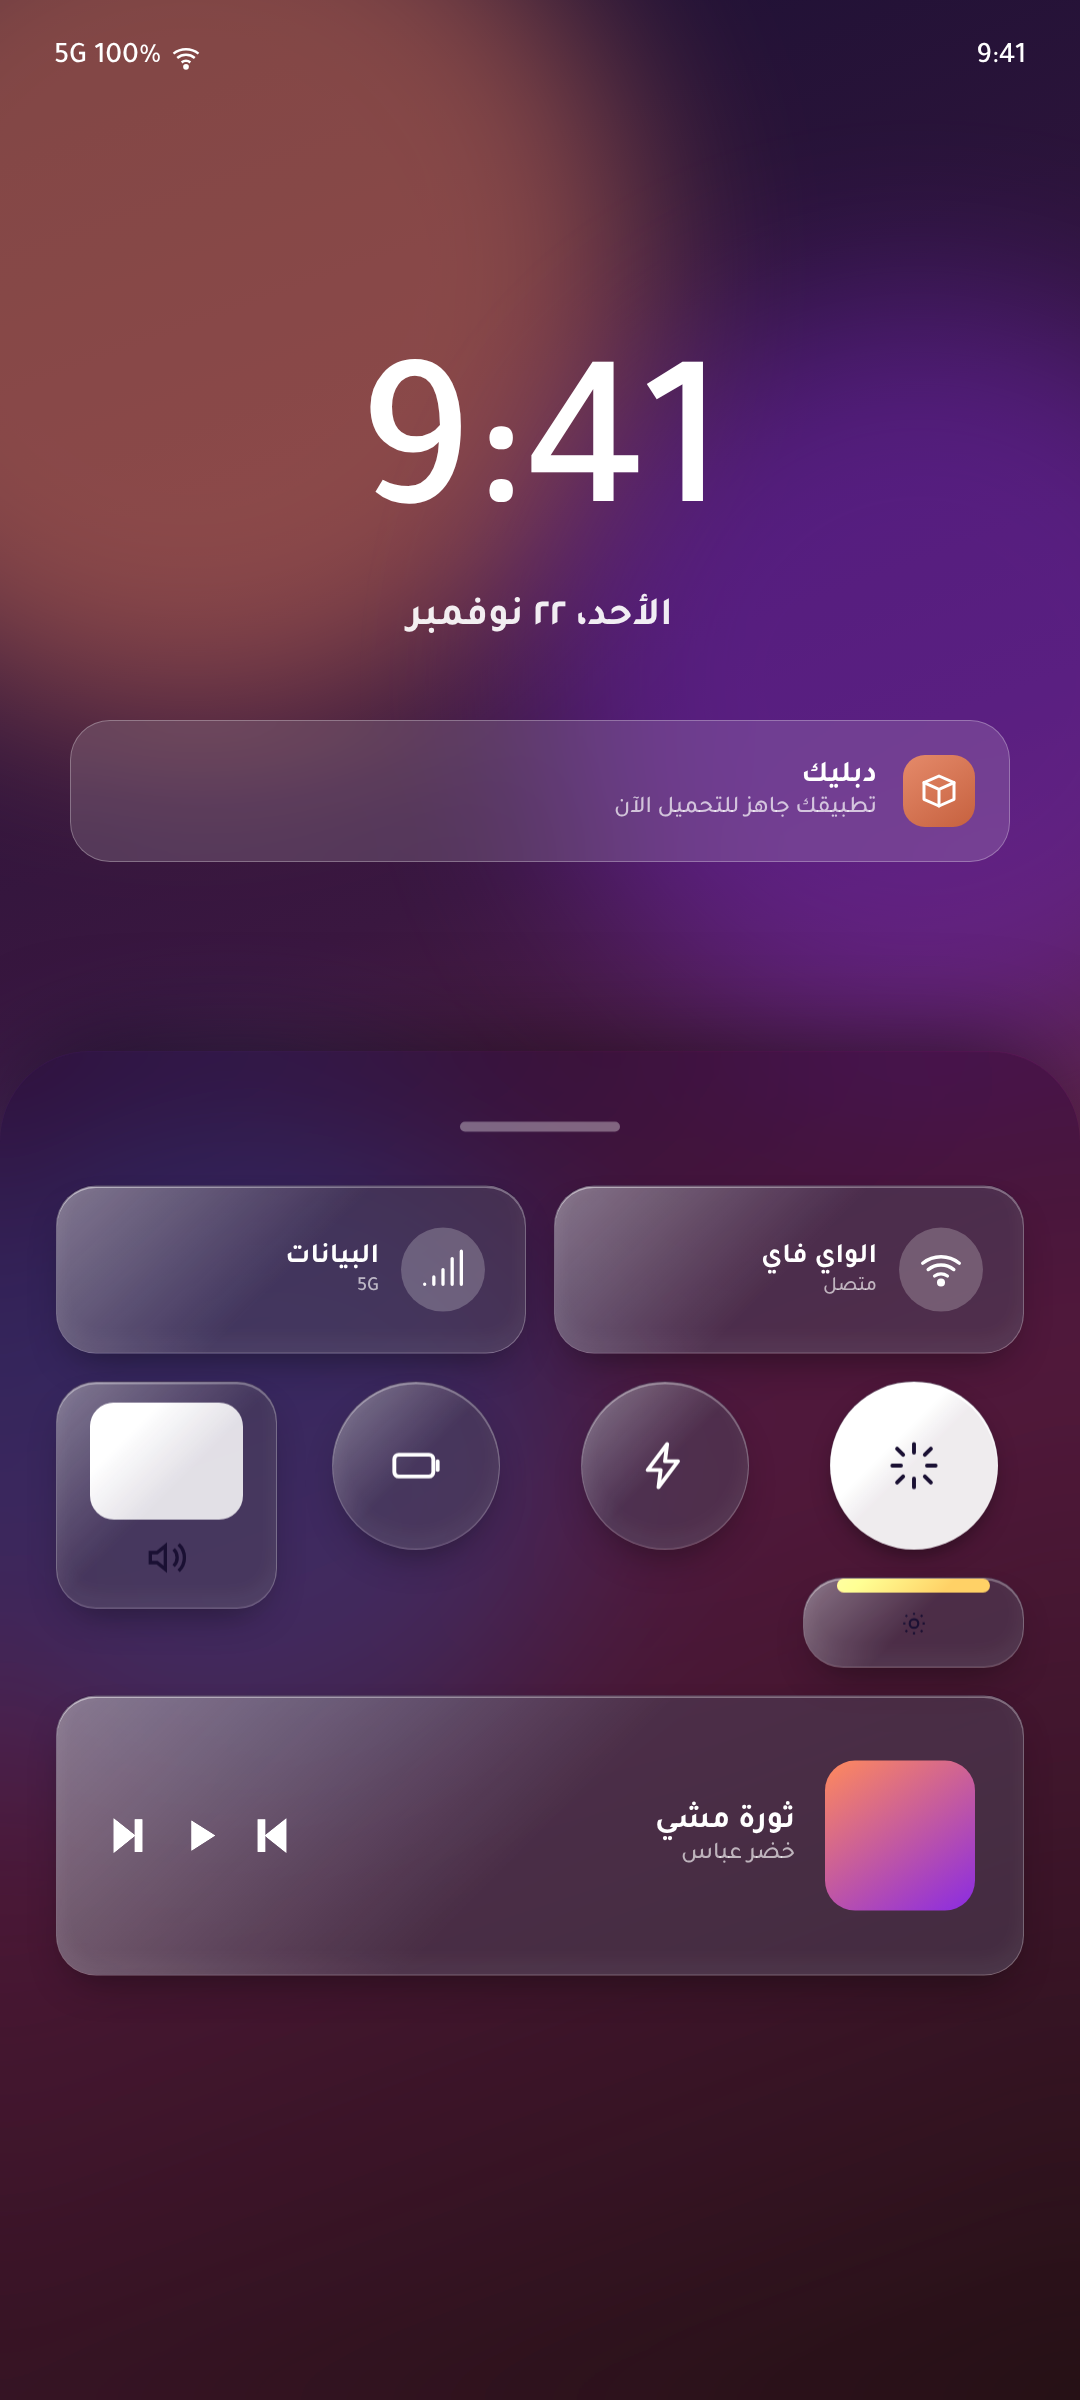 9:41
5G 100%
9:41
الأحد، ٢٢ نوفمبر
دبليك
تطبيقك جاهز للتحميل الآن
الواي فاي
متصل
البيانات
5G
ثورة مشي
خضر عباس